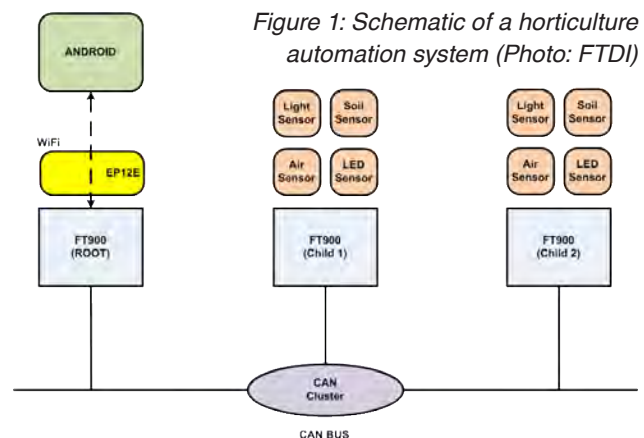 Figure 1: Schematic of a horticulture
automation system (Photo: FTDI)
ANDROID
WiFi
EP12E
FT900
(ROOT)
Light
Sensor
Soil
Sensor
Air
Sensor
LED
Sensor
FT900
(Child 1)
Light
Sensor
Soil
Sensor
Air
Sensor
LED
Sensor
FT900
(Child 2)
CAN
Cluster
CAN BUS